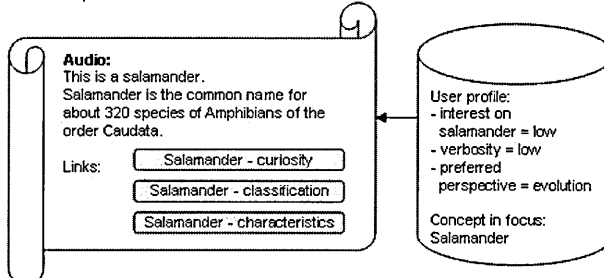 Audio:
This is a salamander.
Salamander is the common name for
about 320 species of Amphibians of the
order Caudata.
Links:
Salamander - curiosity
Salamander - classification
Salamander - characteristics
User profile:
- interest on
salamander = low
- verbosity = low
- preferred
perspective = evolution
Concept in focus:
Salamander